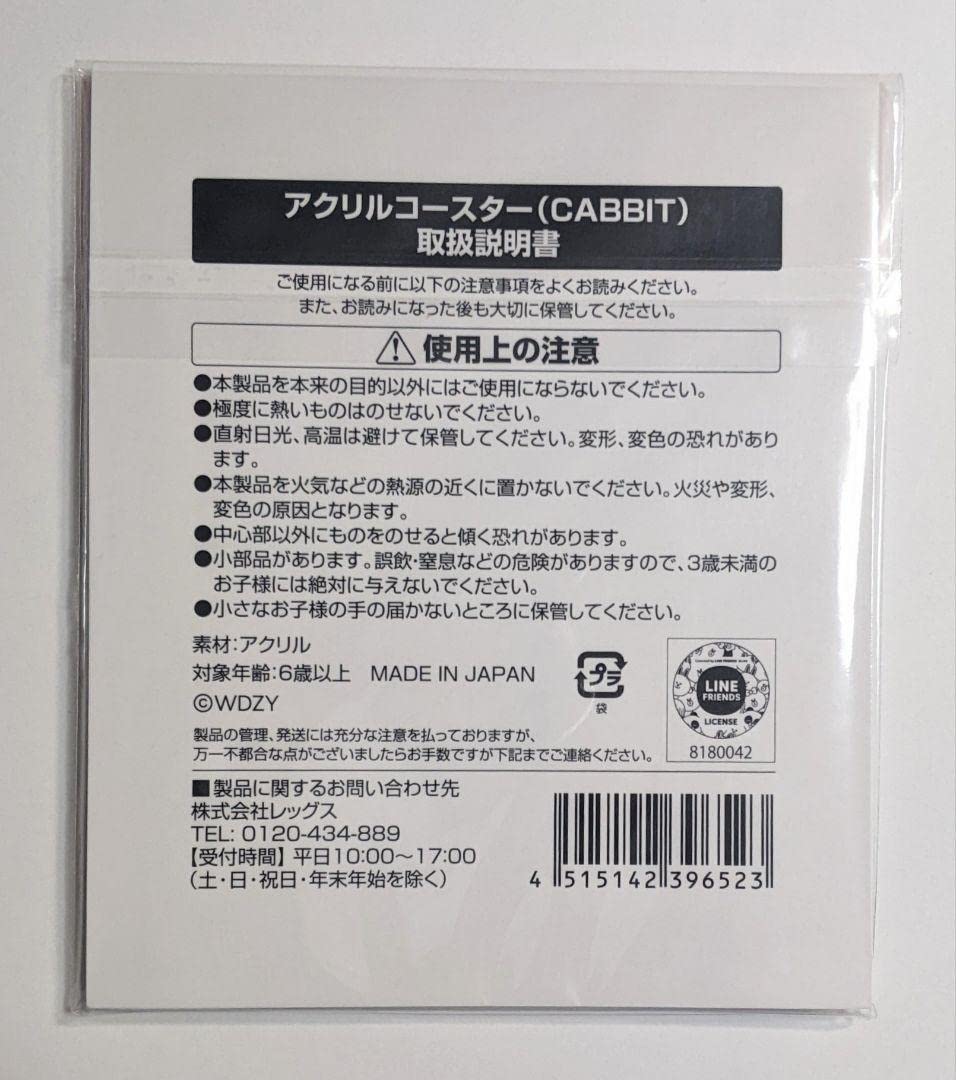 アクリルコースター(CABBIT)
取扱説明書
ご使用になる前に以下の注意事項をよくお読みください。
また、お読みになった後も大切に保管してください。
使用上の注意
●本製品を本来の目的以外にはご使用にならないでください。
●極度に熱いものはのせないでください。
●直射日光、高温は避けて保管してください。変形、変色の恐れがあり
ます。
●本製品を火気などの熱源の近くに置かないでください。火災や変形、
変色の原因となります。
●中心部以外にものをのせると傾く恐れがあります。
●小部品があります。誤飲・窒息などの危険がありますので、3歳未満の
お子様には絶対に与えないでください。
●小さなお子様の手の届かないところに保管してください。
素材:アクリル
対象年齢:6歳以上 MADE IN JAPAN
©WDZY
プラ
袋
LINE
FRIENDS
LICENSE
8180042
製品の管理、発送には充分な注意を払っておりますが、
万一不都合な点がございましたらお手数ですが下記までご連絡ください。
■製品に関するお問い合わせ先
株式会社レッグス
TEL: 0120-434-889
【受付時間】平日10:00〜17:00
(土・日・祝日・年末年始を除く)
4 515142 396523